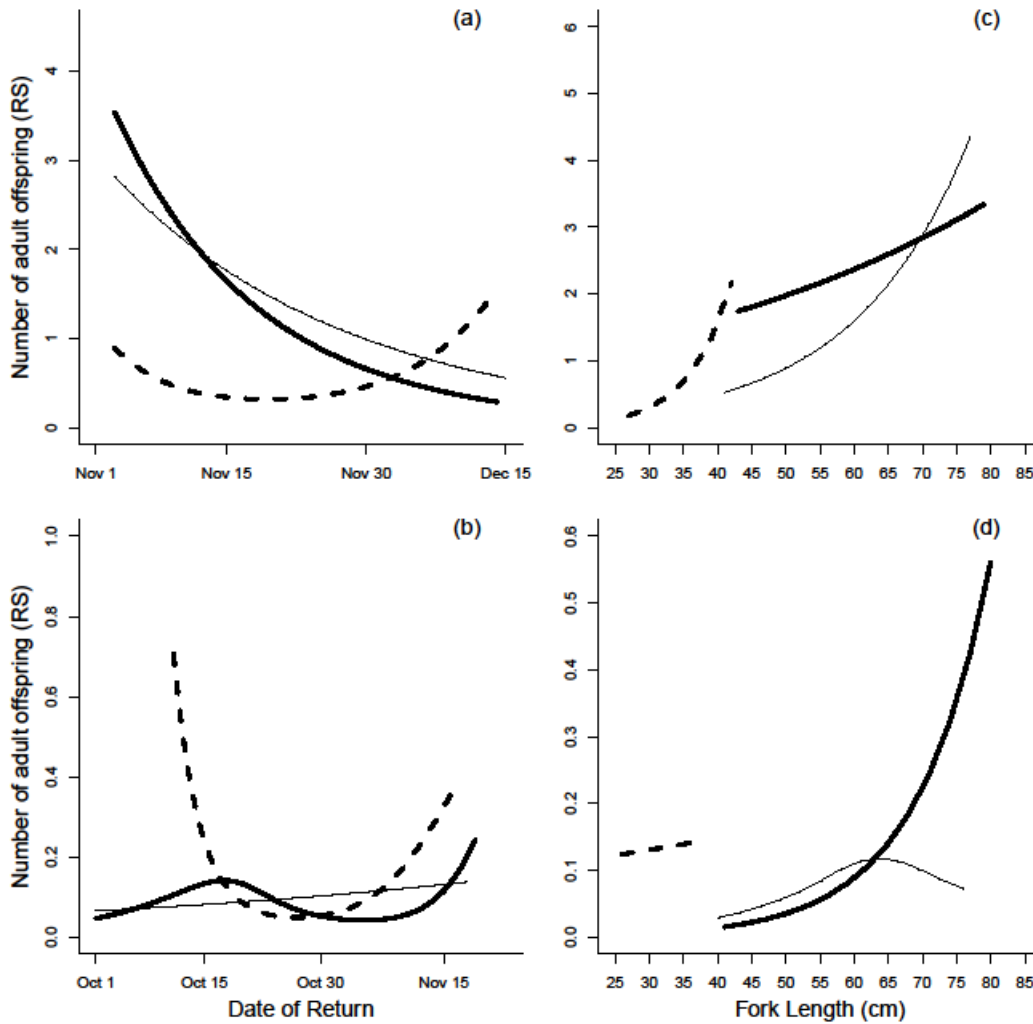 (a)
Number of adult offspring (RS)
4
3
2
1
0
Nov 1 Nov 15 Nov 30 Dec 15
(c)
6
5
4
3
2
1
0
25 30 35 40 45 50 55 60 65 70 75 80 85
(b)
Number of adult offspring (RS)
1.0
0.8
0.6
0.4
0.2
0.0
Oct 1 Oct 15 Oct 30 Nov 15
Date of Return
(d)
0.6
0.5
0.4
0.3
0.2
0.1
0.0
25 30 35 40 45 50 55 60 65 70 75 80 85
Fork Length (cm)